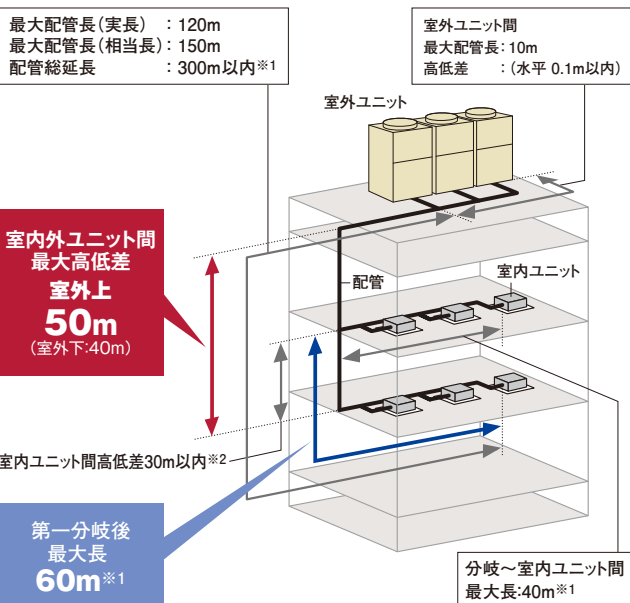 最大配管長(実長) :120m
最大配管長(相当長):150m
配管総延長 :300m以内※1
室外ユニット間
最大配管長:10m
高低差 :(水平 0.1m以内)
室外ユニット
室内外ユニット間
最大高低差
室外上
50m
(室外下:40m)
配管
室内ユニット
室内ユニット間高低差30m以内※2
第一分岐後
最大長
60m※1
分岐～室内ユニット間
最大長:40m※1